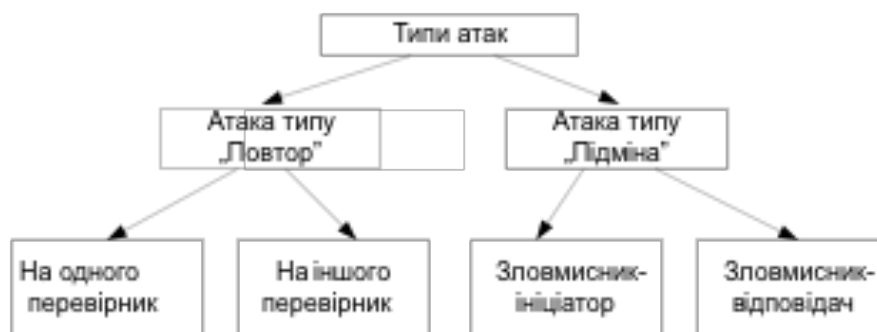 Типи атак
Атака типу
„Повтор”
Атака типу
„Підміна”
На одного
перевірник
На іншого
перевірник
Зловмисник-
ініціатор
Зловмисник-
відповідач